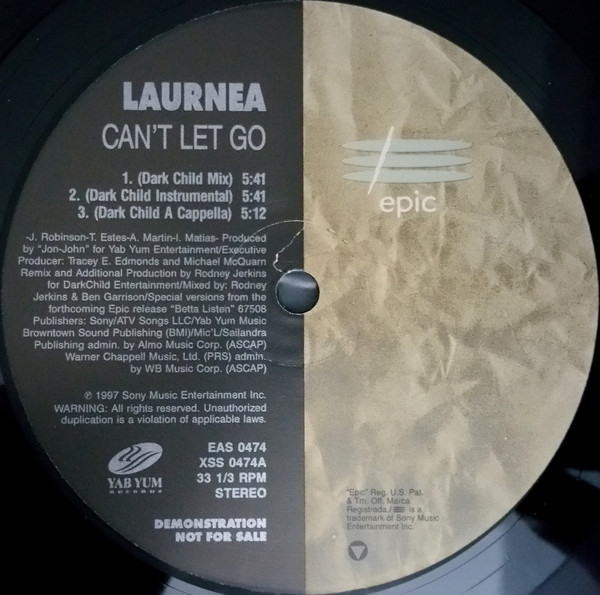 LAURNEA
CAN'T LET GO
1. (Dark Child Mix) 5:41
2. (Dark Child Instrumental) 5:41
3. (Dark Child A Cappella) 5:12
-J. Robinson-T. Estes-A. Martin-I. Matias- Produced
by "Jon-John" for Yab Yum Entertainment/Executive
Producer: Tracey E. Edmonds and Michael McQuarn
Remix and Additional Production by Rodney Jerkins
for DarkChild Entertainment/Mixed by: Rodney
Jerkins & Ben Garrison/Special versions from the
forthcoming Epic release "Betta Listen" 67508
Publishers: Sony/ATV Songs LLC/Yab Yum Music
Browntown Sound Publishing (BMI)/Mic'L/Sailandra
Publishing admin. by Almo Music Corp. (ASCAP)
Warner Chappell Music, Ltd. (PRS) admin.
by WB Music Corp. (ASCAP)
℗ 1997 Sony Music Entertainment Inc.
WARNING: All rights reserved. Unauthorized
duplication is a violation of applicable laws.
YAB YUM
RECORDS
EAS 0474
XSS 0474A
33 1/3 RPM
STEREO
DEMONSTRATION
NOT FOR SALE
epic
"Epic" Reg. U.S. Pat.
& Tm. Off. Marca
Registrada./ is a
trademark of Sony Music
Entertainment Inc.